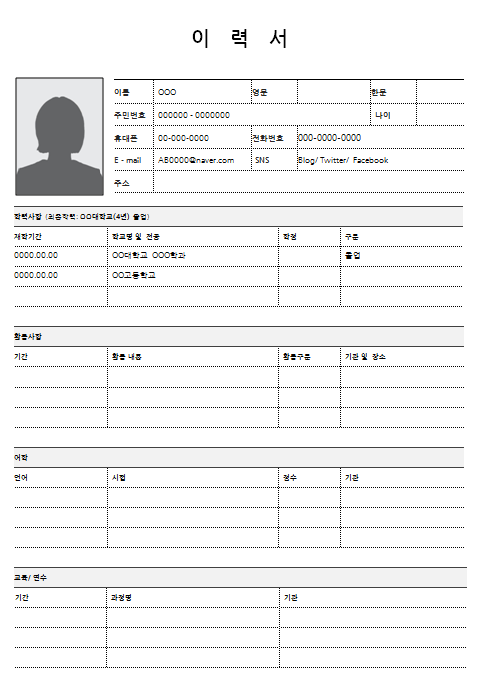 이 력 서
이름 OOO 영문 한문
주민번호 000000 - 0000000 나이
휴대폰 00-000-0000 전화번호 000-0000-0000
E - mail AB0000@naver.com SNS Blog/ Twitter/ Facebook
주소
학력사항 (최종학력: OO대학교(4년) 졸업)
재학기간 학교명 및 전공 학점 구분
0000.00.00 OO대학교 OOO학과 졸업
0000.00.00 OO고등학교
활동사항
기간 활동 내용 활동구분 기관 및 장소
어학
언어 시험 점수 기관
교육/ 연수
기간 과정명 기관